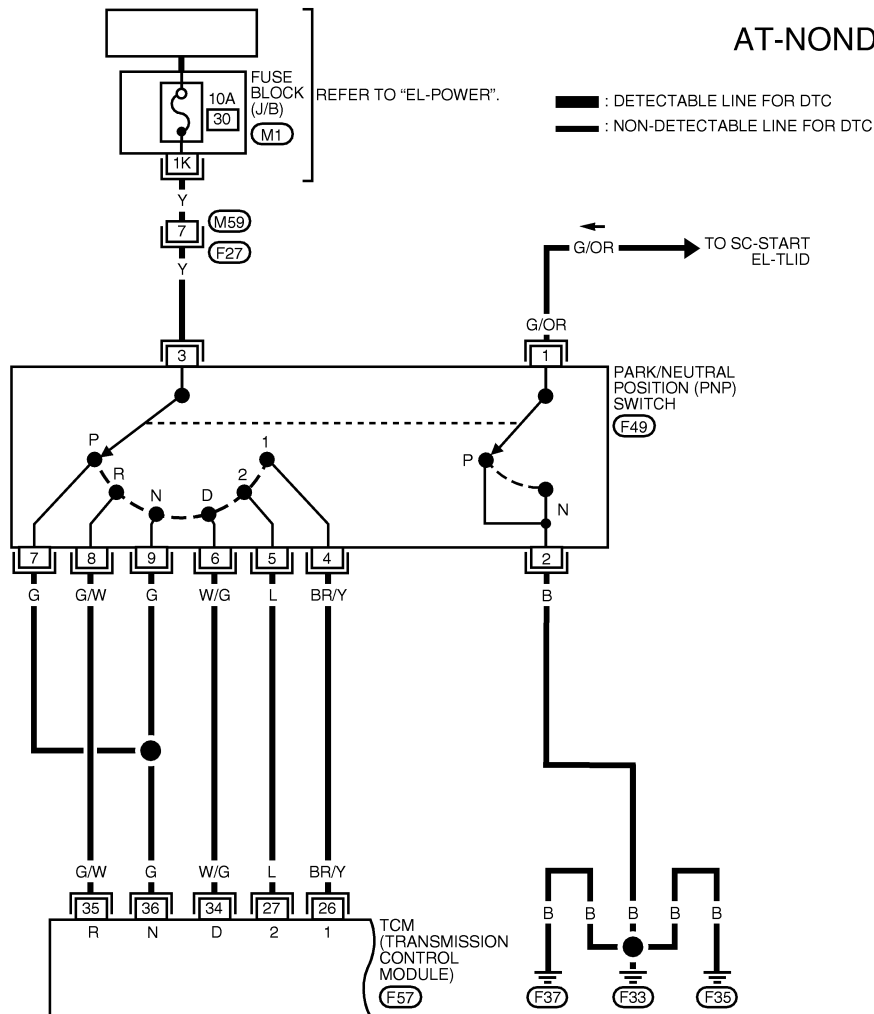 AT-NOND
FUSE
BLOCK
(J/B)
M1
10A
30
REFER TO “EL-POWER”.
: DETECTABLE LINE FOR DTC
: NON-DETECTABLE LINE FOR DTC
1K
Y
7
M59
F27
Y
G/OR
TO SC-START
EL-TLID
G/OR
3
1
PARK/NEUTRAL
POSITION (PNP)
SWITCH
F49
P
R
N
D
2
1
P
N
7
8
9
6
5
4
2
G
G/W
G
W/G
L
BR/Y
B
G/W
G
W/G
L
BR/Y
35
36
34
27
26
R
N
D
2
1
TCM
(TRANSMISSION
CONTROL
MODULE)
F57
B
B
B
B
B
F37
F33
F35